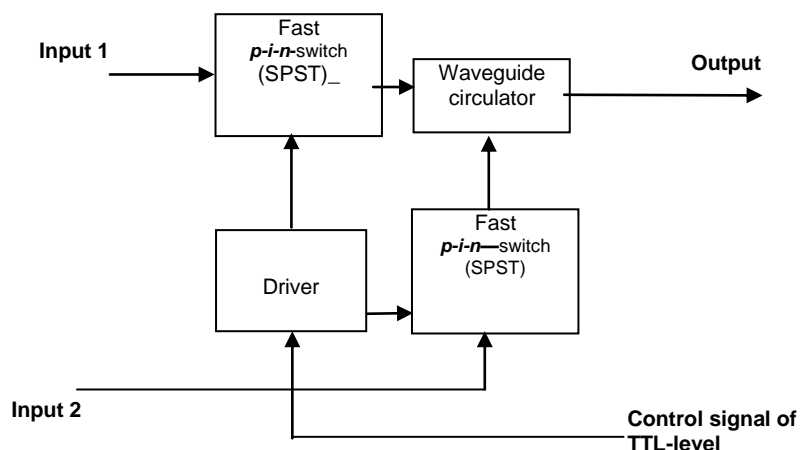 Fast
p-i-n-switch
(SPST)_
Input 1
Waveguide
circulator
Output
Fast
p-i-n—switch
(SPST)
Driver
Input 2
Control signal of
TTL-level